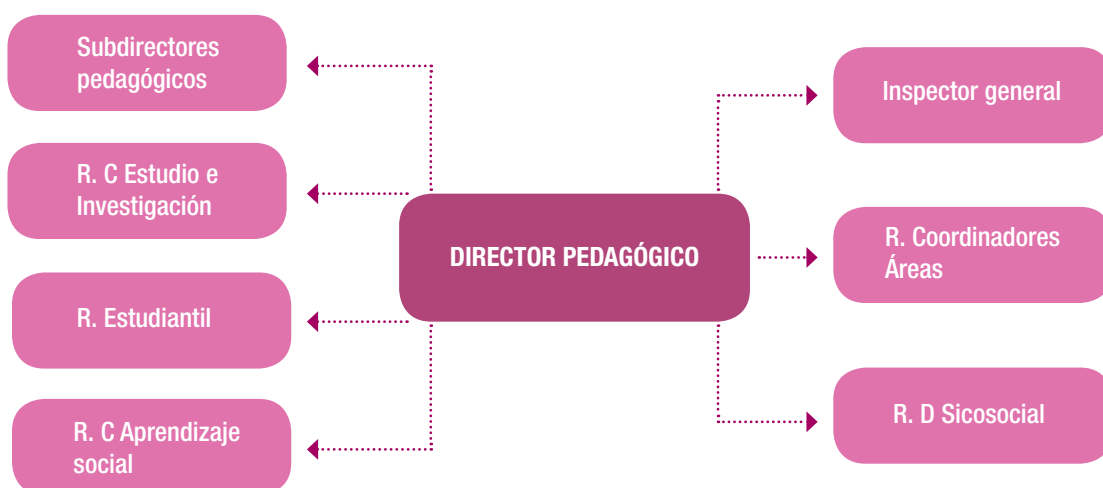 Subdirectores
pedagógicos
R. C Estudio e
Investigación
R. Estudiantil
R. C Aprendizaje
social
DIRECTOR PEDAGÓGICO
Inspector general
R. Coordinadores
Áreas
R. D Sicosocial